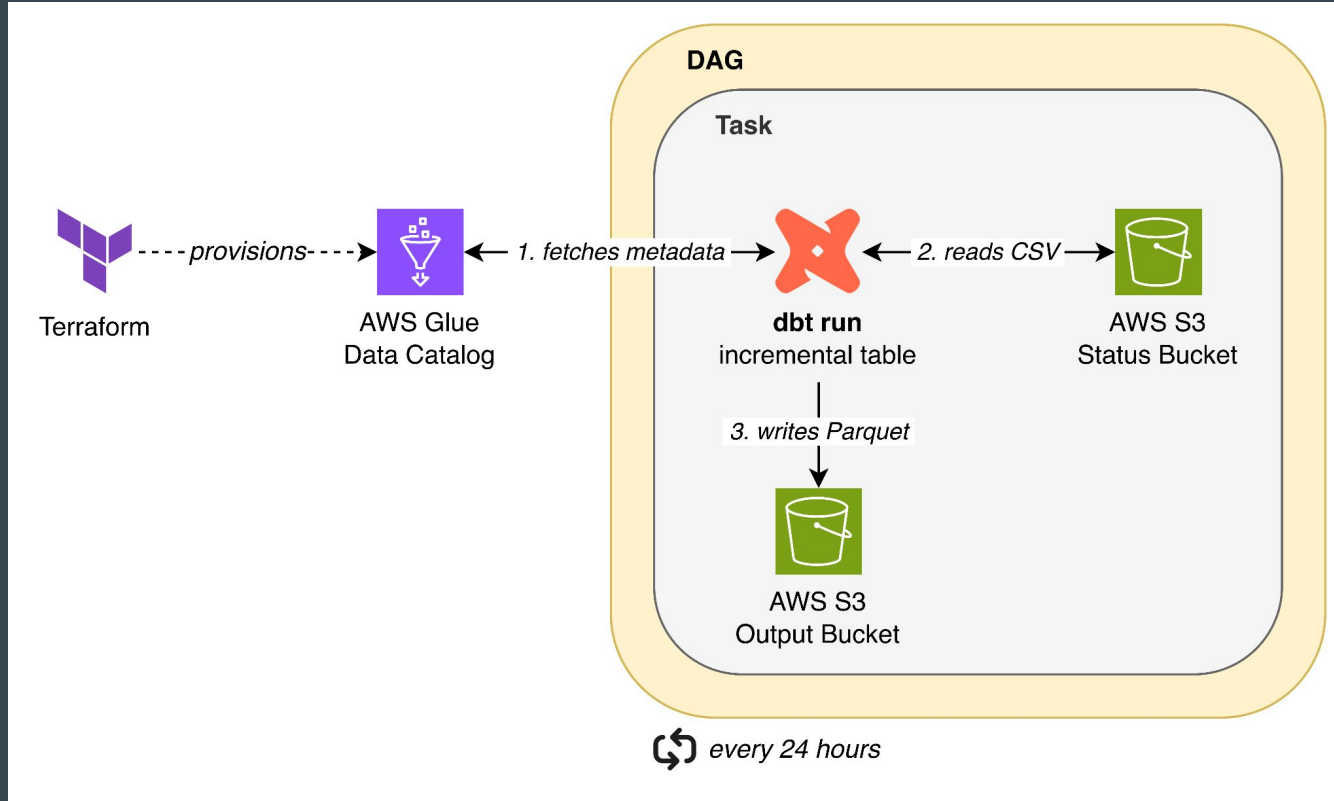 DAG
Task
provisions
1. fetches metadata
2. reads CSV
Terraform
AWS Glue
Data Catalog
dbt run
incremental table
AWS S3
Status Bucket
3. writes Parquet
AWS S3
Output Bucket
every 24 hours